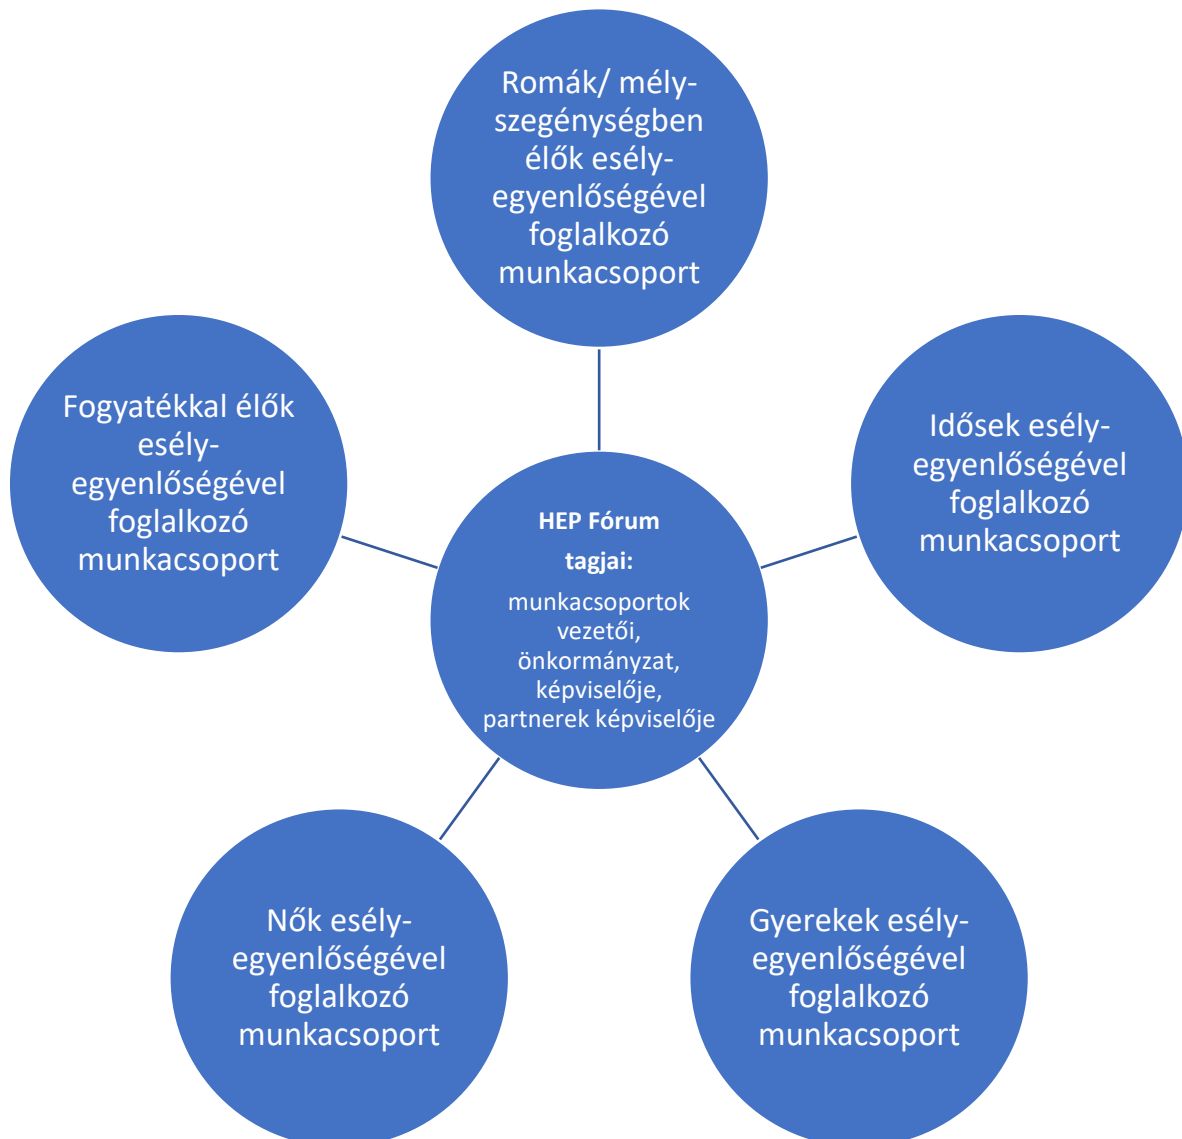 Romák/ mély-
szegénységben
élők esély-
egyenlőségével
foglalkozó
munkacsoport
Fogyatékkal élők
esély-
egyenlőségével
foglalkozó
munkacsoport
Idősek esély-
egyenlőségével
foglalkozó
munkacsoport
HEP Fórum
tagjai:
munkacsoportok
vezetői,
önkormányzat,
képviselője,
partnerek képviselője
Nők esély-
egyenlőségével
foglalkozó
munkacsoport
Gyerekek esély-
egyenlőségével
foglalkozó
munkacsoport